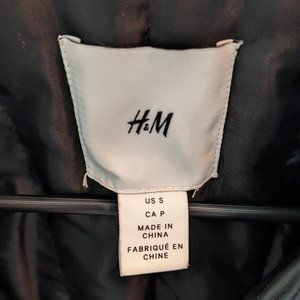 H&M
US S
CA P
MADE IN
CHINA
FABRIQUÉ EN
CHINE